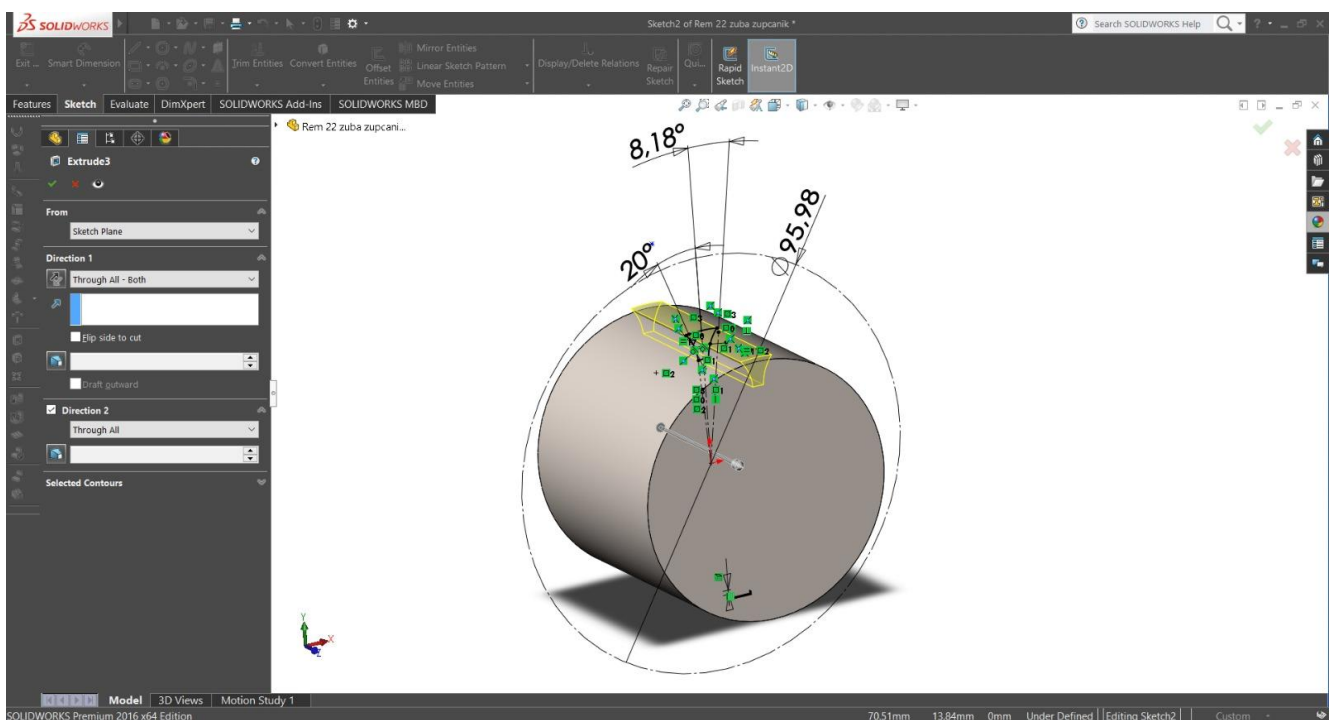 SOLIDWORKS
Sketch2 of Rem 22 zuba zupcanik *
Search SOLIDWORKS Help
Exit ...
Smart Dimension
Trim Entities
Convert Entities
Offset Entities
Mirror Entities
Linear Sketch Pattern
Move Entities
Display/Delete Relations
Repair Sketch
Qui...
Rapid Sketch
Instant2D
Features Sketch Evaluate DimXpert SOLIDWORKS Add-Ins SOLIDWORKS MBD
Rem 22 zuba zupcani...
Extrude3
From
Sketch Plane
Direction 1
Through All - Both
Flip side to cut
Draft outward
Direction 2
Through All
Selected Contours
8,18°
20°
Ø 95,98
Y
X
Z
Model 3D Views Motion Study 1
SOLIDWORKS Premium 2016 x64 Edition
70.51mm 13.84mm 0mm Under Defined Editing Sketch2 Custom